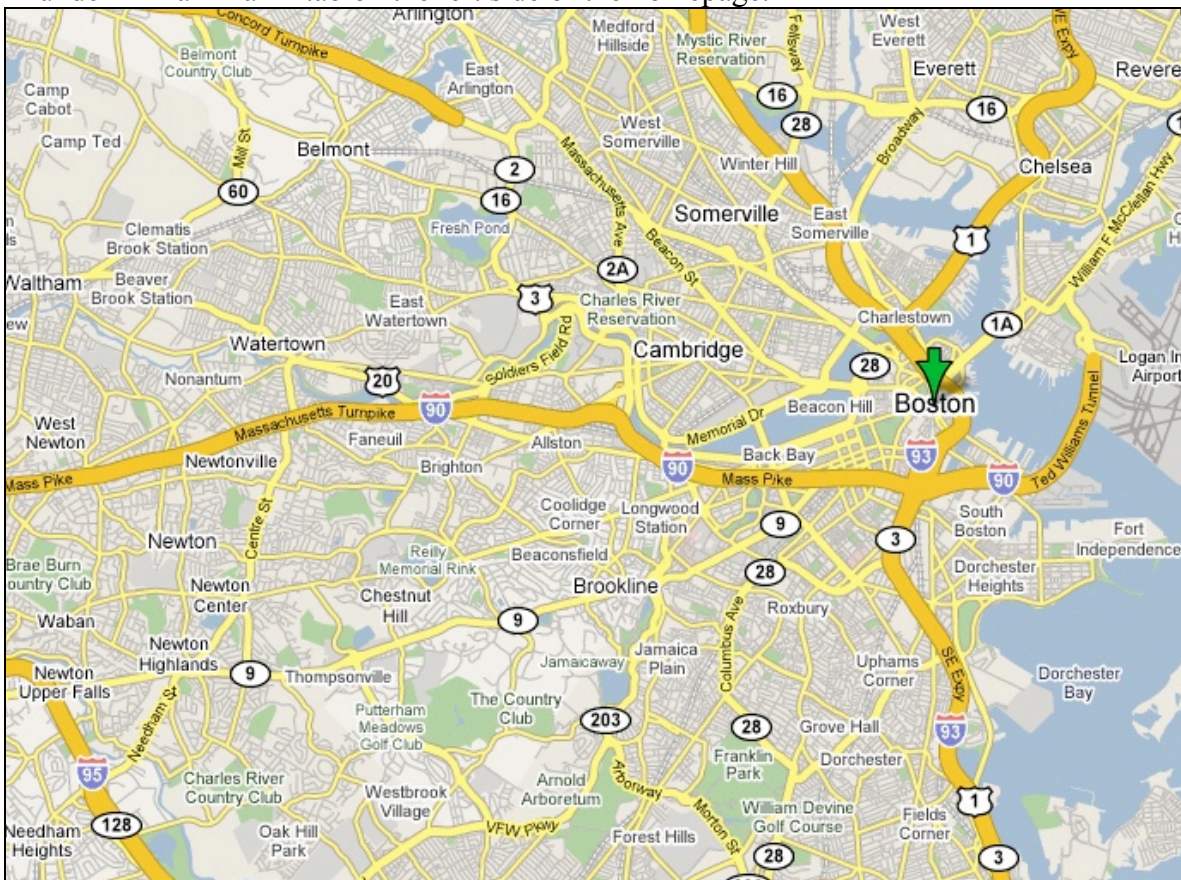 side of the homepage.
Concord Turnpike
Arlington
Medford
Hillside
Mystic River
Reservation
Fellsway
West
Everett
NE Expy
Belmont
Country Club
East
Arlington
Everett
Revere
Camp
Cabot
16
16
28
West
Somerville
Broadway
Camp Ted
Mill St
Belmont
Massachusetts Ave
Winter Hill
Chelsea
2
60
16
Somerville
East
Somerville
William F McClellan Hwy
Clematis
Brook Station
Fresh Pond
Beacon St
1
2A
Waltham
Beaver
Brook Station
East
Watertown
3
Charles River
Reservation
Charlestown
1A
Watertown
Soldiers Field Rd
Cambridge
28
Logan In
Airport
Nonantum
20
90
Beacon Hill
Boston
Massachusetts Turnpike
Memorial Dr
West
Newton
Faneuil
Allston
Ted Williams Tunnel
Newtonville
Brighton
Back Bay
93
Mass Pike
90
Mass Pike
90
Coolidge
Corner
Longwood
Station
South
Boston
Centre St
9
3
Fort
Independence
Newton
Reilly
Memorial Rink
Beaconsfield
Brae Burn
ountry Club
Newton
Center
Chestnut
Hill
Brookline
28
Dorchester
Heights
Roxbury
Waban
9
Columbus Ave
Newton
Highlands
Jamaicaway
Jamaica
Plain
Uphams
Corner
SE Expy
Dorchester
Bay
Newton
Upper Falls
9
Thompsonville
Needham St
The Country
Club
Putterham
Meadows
Golf Club
203
28
Grove Hall
93
95
Charles River
Country Club
Arnold
Arboretum
Arborway
Franklin
Park
Dorchester
Westbrook
Village
Morton St
William Devine
Golf Course
1
128
Needham
Heights
Oak Hill
Park
VFW Pkwy
Forest Hills
Fields
Corner
28
3